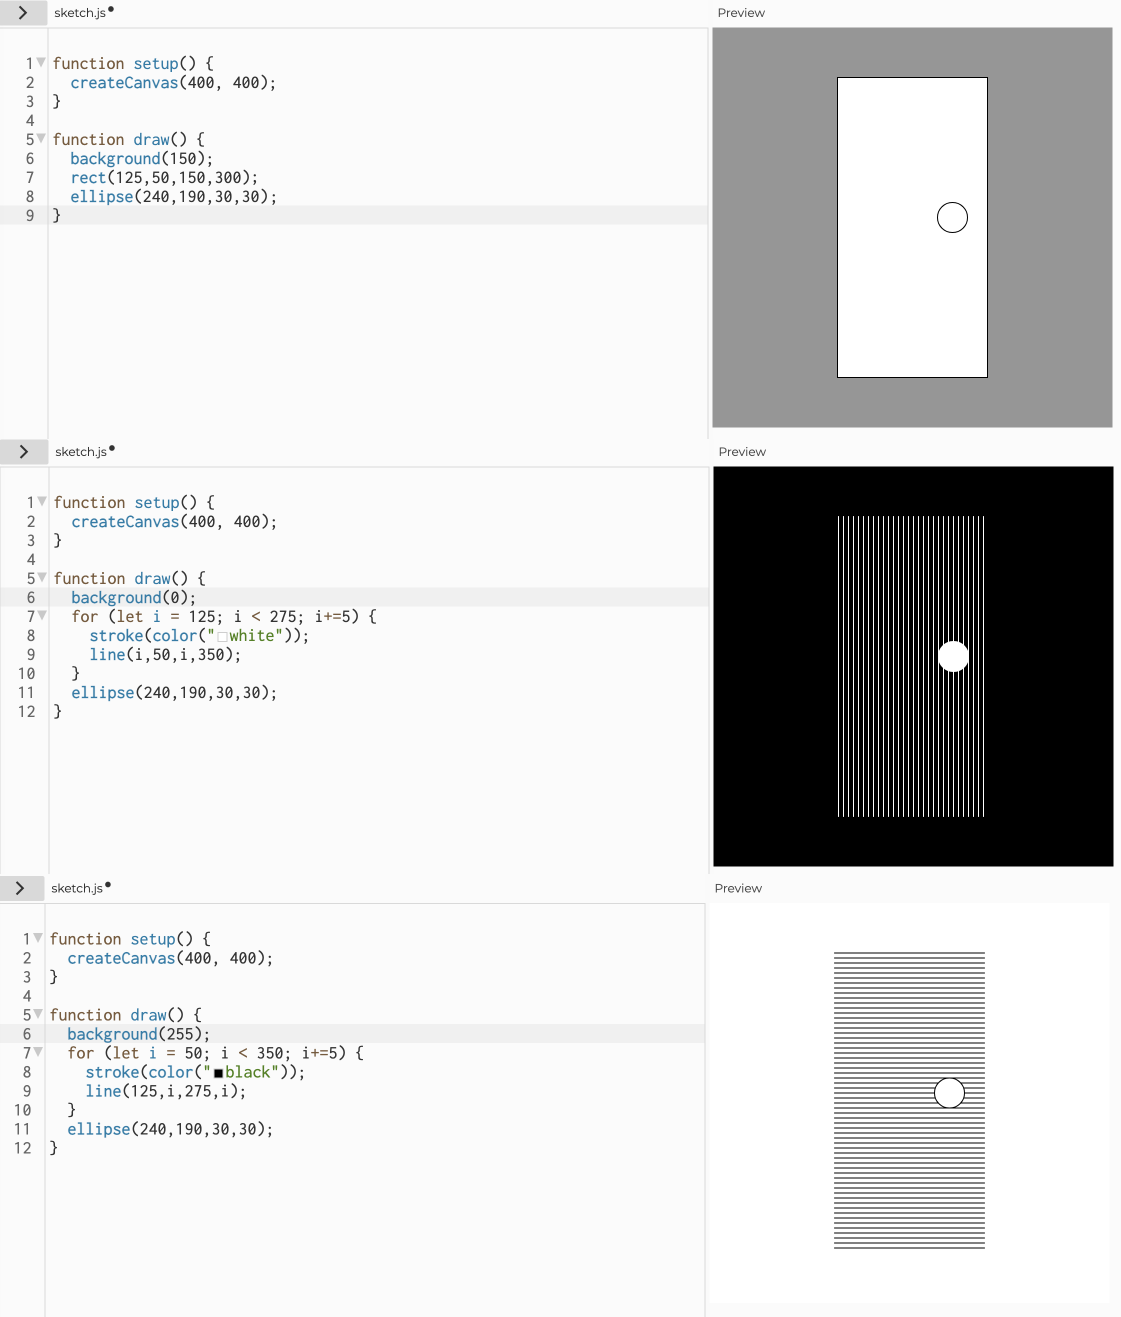 sketch.js
Preview
1 function setup() {
2   createCanvas(400, 400);
3 }
4
5 function draw() {
6   background(150);
7   rect(125,50,150,300);
8   ellipse(240,190,30,30);
9 }
sketch.js
Preview
1 function setup() {
2   createCanvas(400, 400);
3 }
4
5 function draw() {
6   background(0);
7   for (let i = 125; i < 275; i+=5) {
8     stroke(color("white"));
9     line(i,50,i,350);
10   }
11   ellipse(240,190,30,30);
12 }
sketch.js
Preview
1 function setup() {
2   createCanvas(400, 400);
3 }
4
5 function draw() {
6   background(255);
7   for (let i = 50; i < 350; i+=5) {
8     stroke(color("black"));
9     line(125,i,275,i);
10   }
11   ellipse(240,190,30,30);
12 }